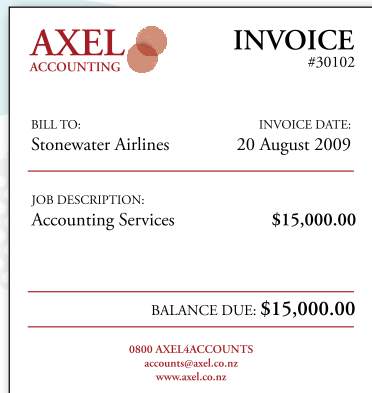 AXEL
ACCOUNTING
INVOICE
#30102
BILL TO:
Stonewater Airlines
INVOICE DATE:
20 August 2009
JOB DESCRIPTION:
Accounting Services $15,000.00
BALANCE DUE: $15,000.00
0800 AXEL4ACCOUNTS
accounts@axel.co.nz
www.axel.co.nz